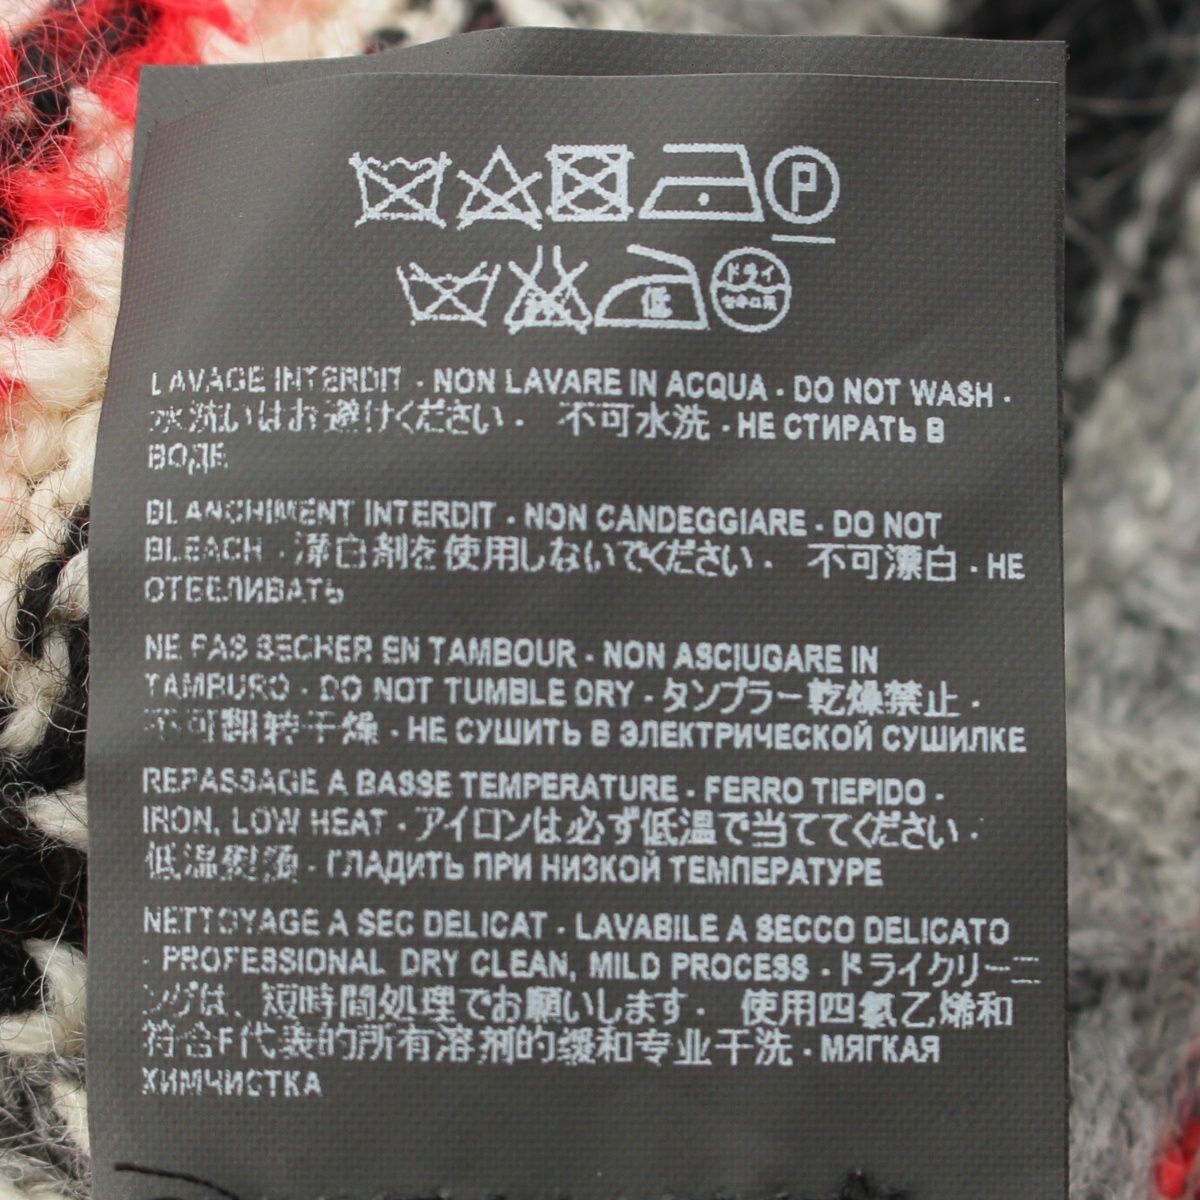 P
低
ドライ
セキユ系
LAVAGE INTERDIT · NON LAVARE IN ACQUA · DO NOT WASH ·
水洗いはお避けください · 不可水洗 · НЕ СТИРАТЬ В
ВОДЕ
BLANCHIMENT INTERDIT · NON CANDEGGIARE · DO NOT
BLEACH · 漂白剤を使用しないでください · 不可漂白 · НЕ
ОТБЕЛИВАТЬ
NE PAS SECHER EN TAMBOUR · NON ASCIUGARE IN
TAMBURO · DO NOT TUMBLE DRY · タンブラー乾燥禁止 ·
不可翻转干燥 · НЕ СУШИТЬ В ЭЛЕКТРИЧЕСКОЙ СУШИЛКЕ
REPASSAGE A BASSE TEMPERATURE · FERRO TIEPIDO ·
IRON, LOW HEAT · アイロンは必ず低温で当ててください ·
低温熨烫 · ГЛАДИТЬ ПРИ НИЗКОЙ ТЕМПЕРАТУРЕ
NETTOYAGE A SEC DELICAT · LAVABILE A SECCO DELICATO
· PROFESSIONAL DRY CLEAN, MILD PROCESS · ドライクリーニ
ングは、短時間処理でお願いします · 使用四氯乙烯和
符合F代表的所有溶剂的缓和专业干洗 · МЯГКАЯ
ХИМЧИСТКА